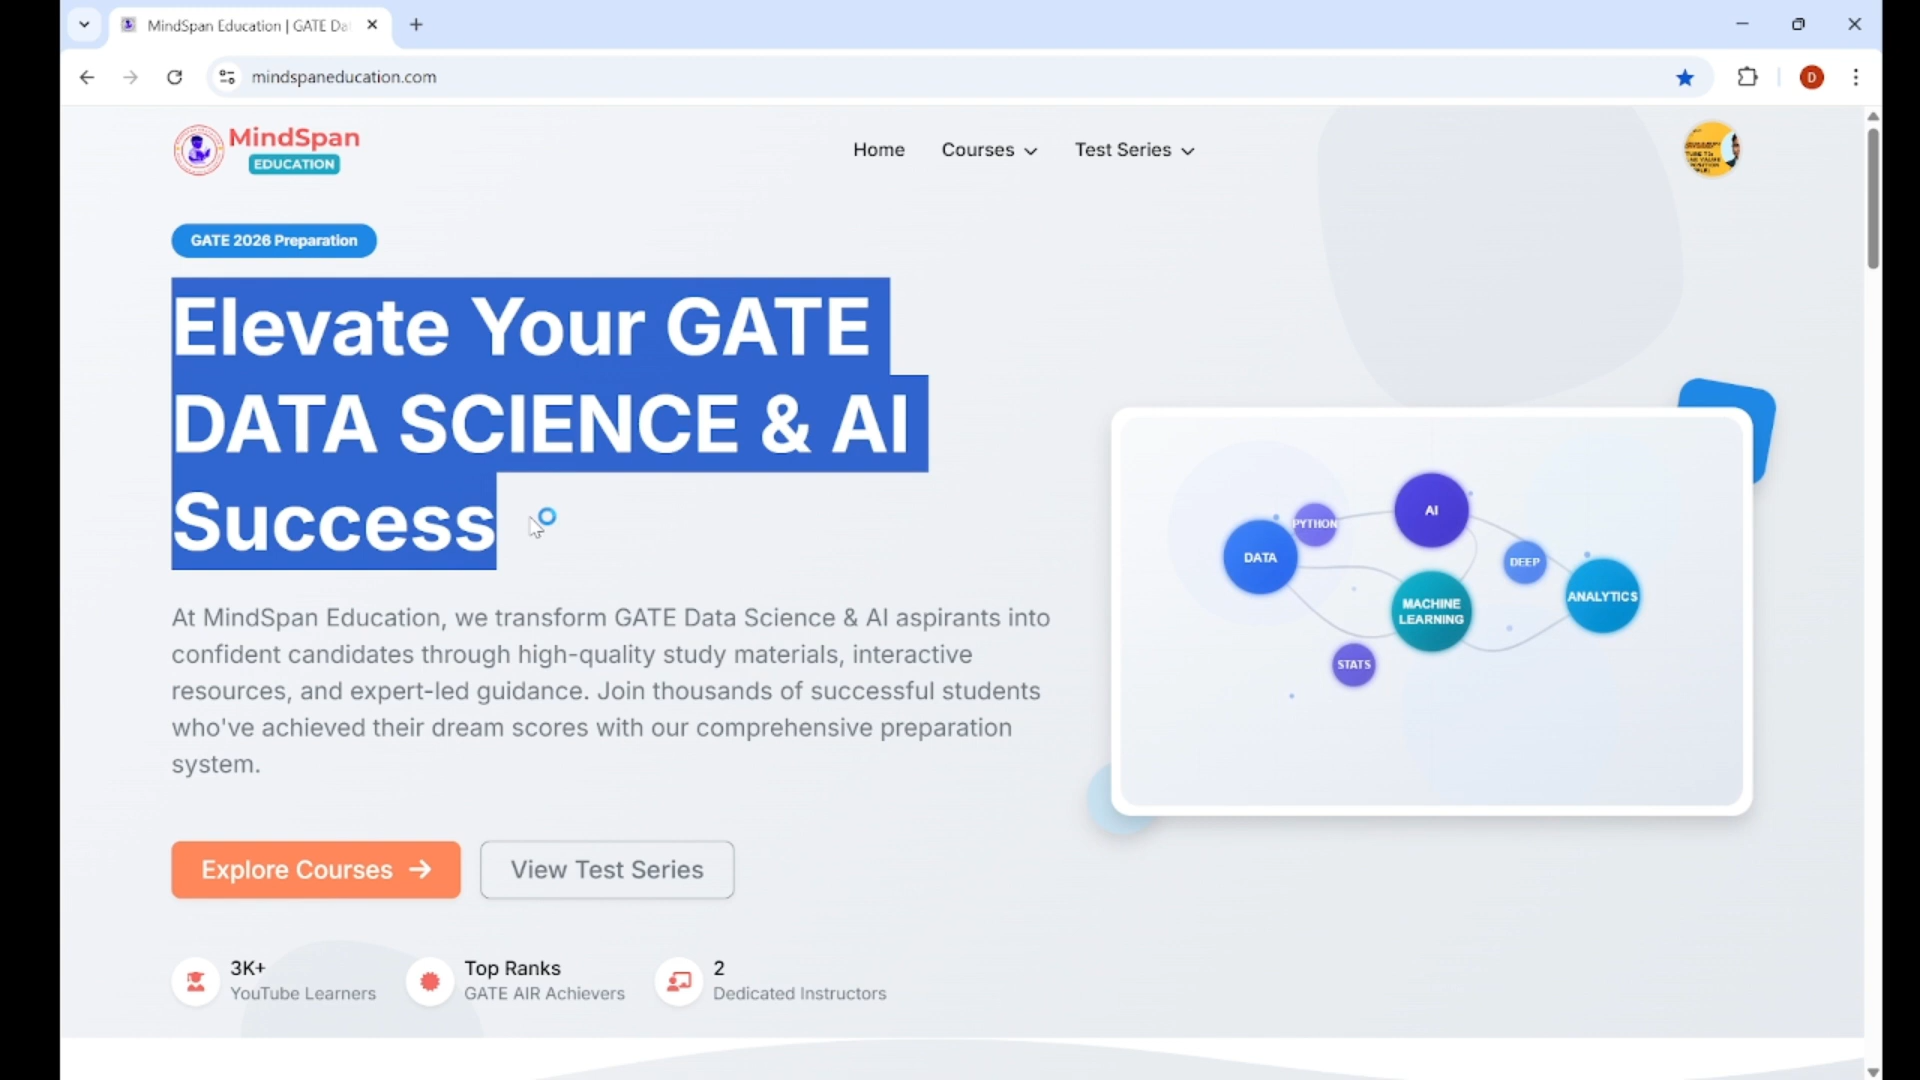 MindSpan Education | GATE Da
mindspaneducation.com
D
MindSpan
EDUCATION
Home
Courses
Test Series
GATE 2026 Preparation
Elevate Your GATE
DATA SCIENCE & AI
Success
At MindSpan Education, we transform GATE Data Science & AI aspirants into
confident candidates through high-quality study materials, interactive
resources, and expert-led guidance. Join thousands of successful students
who've achieved their dream scores with our comprehensive preparation
system.
Explore Courses
View Test Series
3K+
YouTube Learners
Top Ranks
GATE AIR Achievers
2
Dedicated Instructors
PYTHON
AI
DATA
DEEP
MACHINE
LEARNING
ANALYTICS
STATS